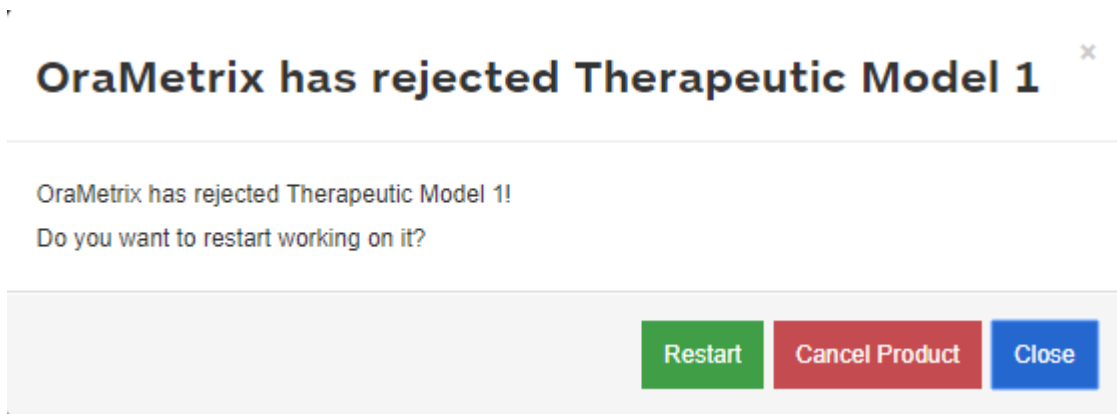 OraMetrix has rejected Therapeutic Model 1
×
OraMetrix has rejected Therapeutic Model 1!
Do you want to restart working on it?
Restart
Cancel Product
Close